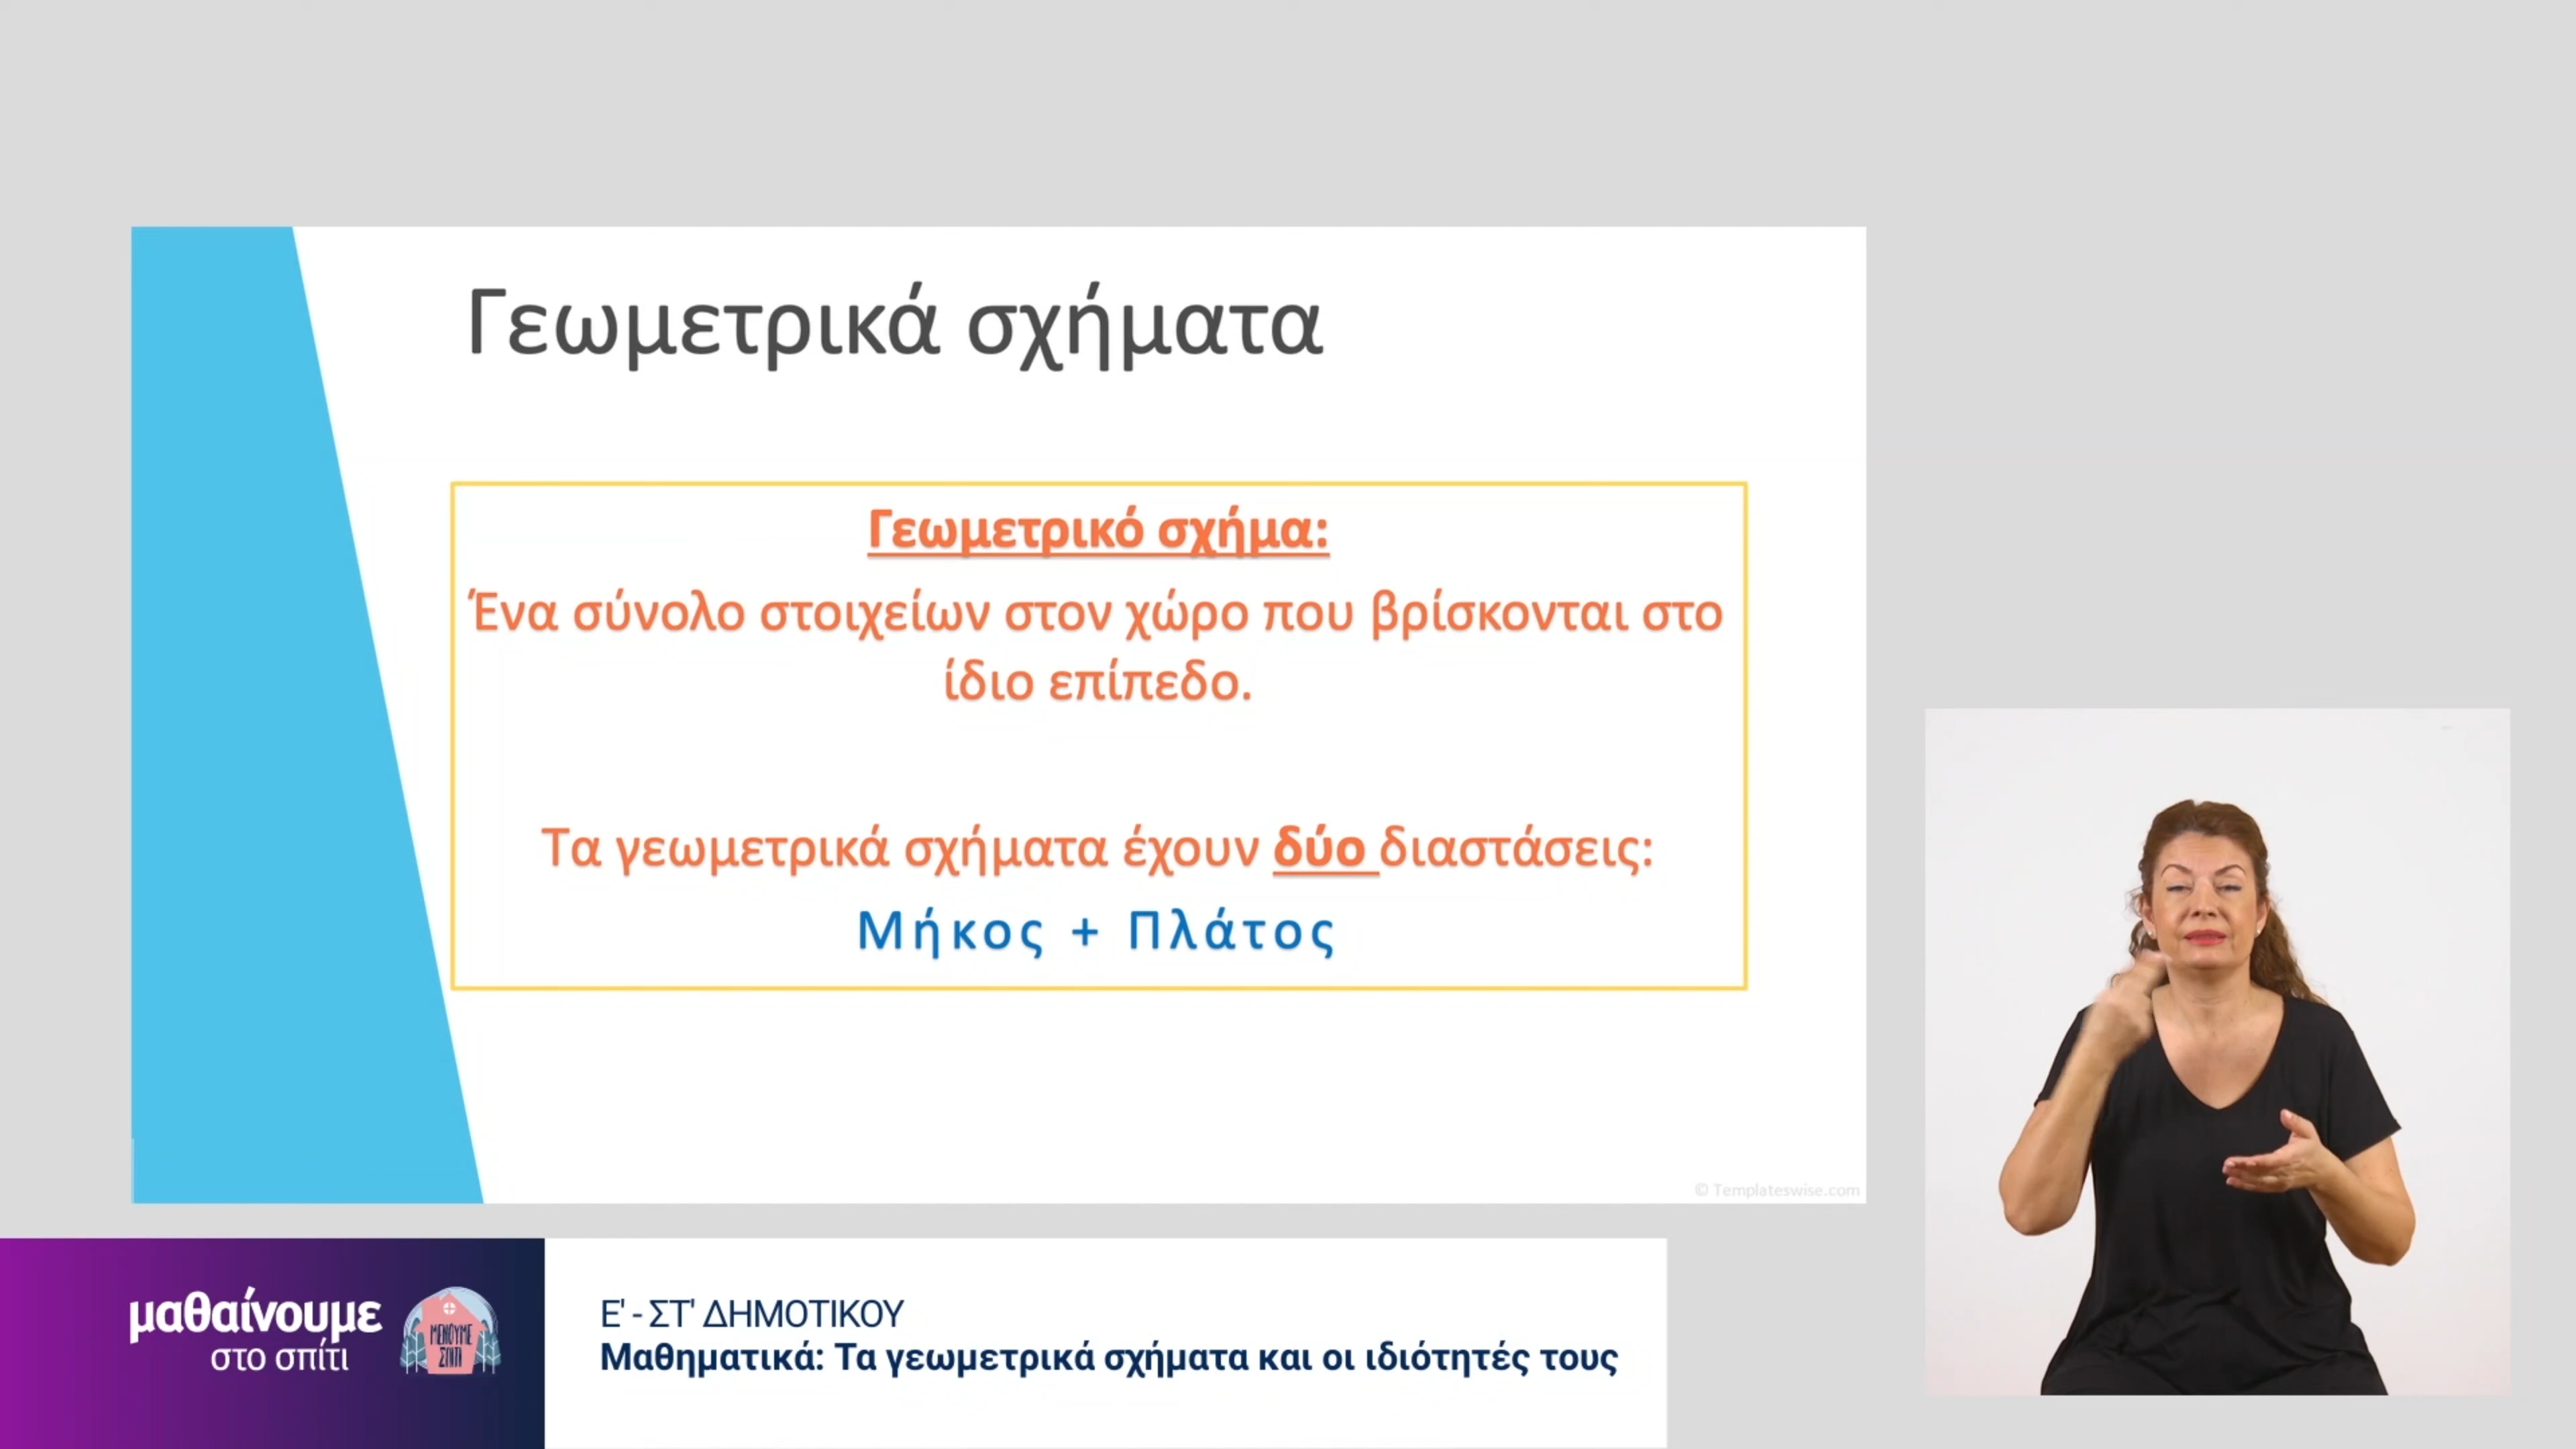 Γεωμετρικά σχήματα
Γεωμετρικό σχήμα:
Ένα σύνολο στοιχείων στον χώρο που βρίσκονται στο
ίδιο επίπεδο.
Τα γεωμετρικά σχήματα έχουν δύο διαστάσεις:
Μήκος + Πλάτος
© Templateswise.com
μαθαίνουμε
στο σπίτι
ΜΕΝΟΥΜΕ
ΣΠΙΤΙ
Ε' - ΣΤ' ΔΗΜΟΤΙΚΟΥ
Μαθηματικά: Τα γεωμετρικά σχήματα και οι ιδιότητές τους